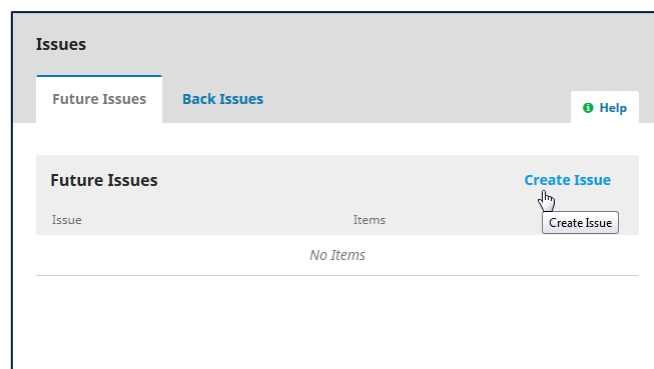 Issues
Future Issues Back Issues
Help
Future Issues Create Issue
Issue Items
Create Issue
No Items